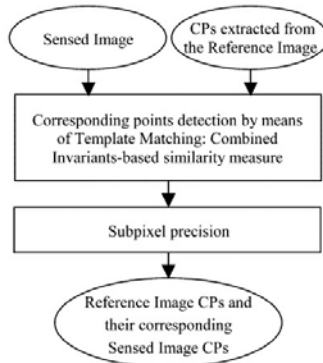 Sensed Image
CPs extracted from
the Reference Image
Corresponding points detection by means
of Template Matching: Combined
Invariants-based similarity measure
Subpixel precision
Reference Image CPs and
their corresponding
Sensed Image CPs